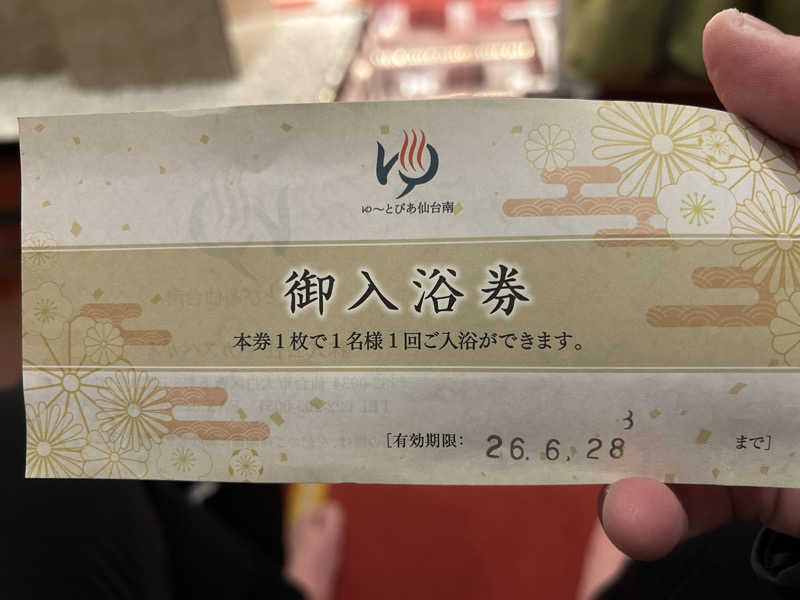 ゆ
ゆ～とぴあ仙台南
御入浴券
本券1枚で1名様1回ご入浴ができます。
3
[有効期限: 26.6.28 まで]